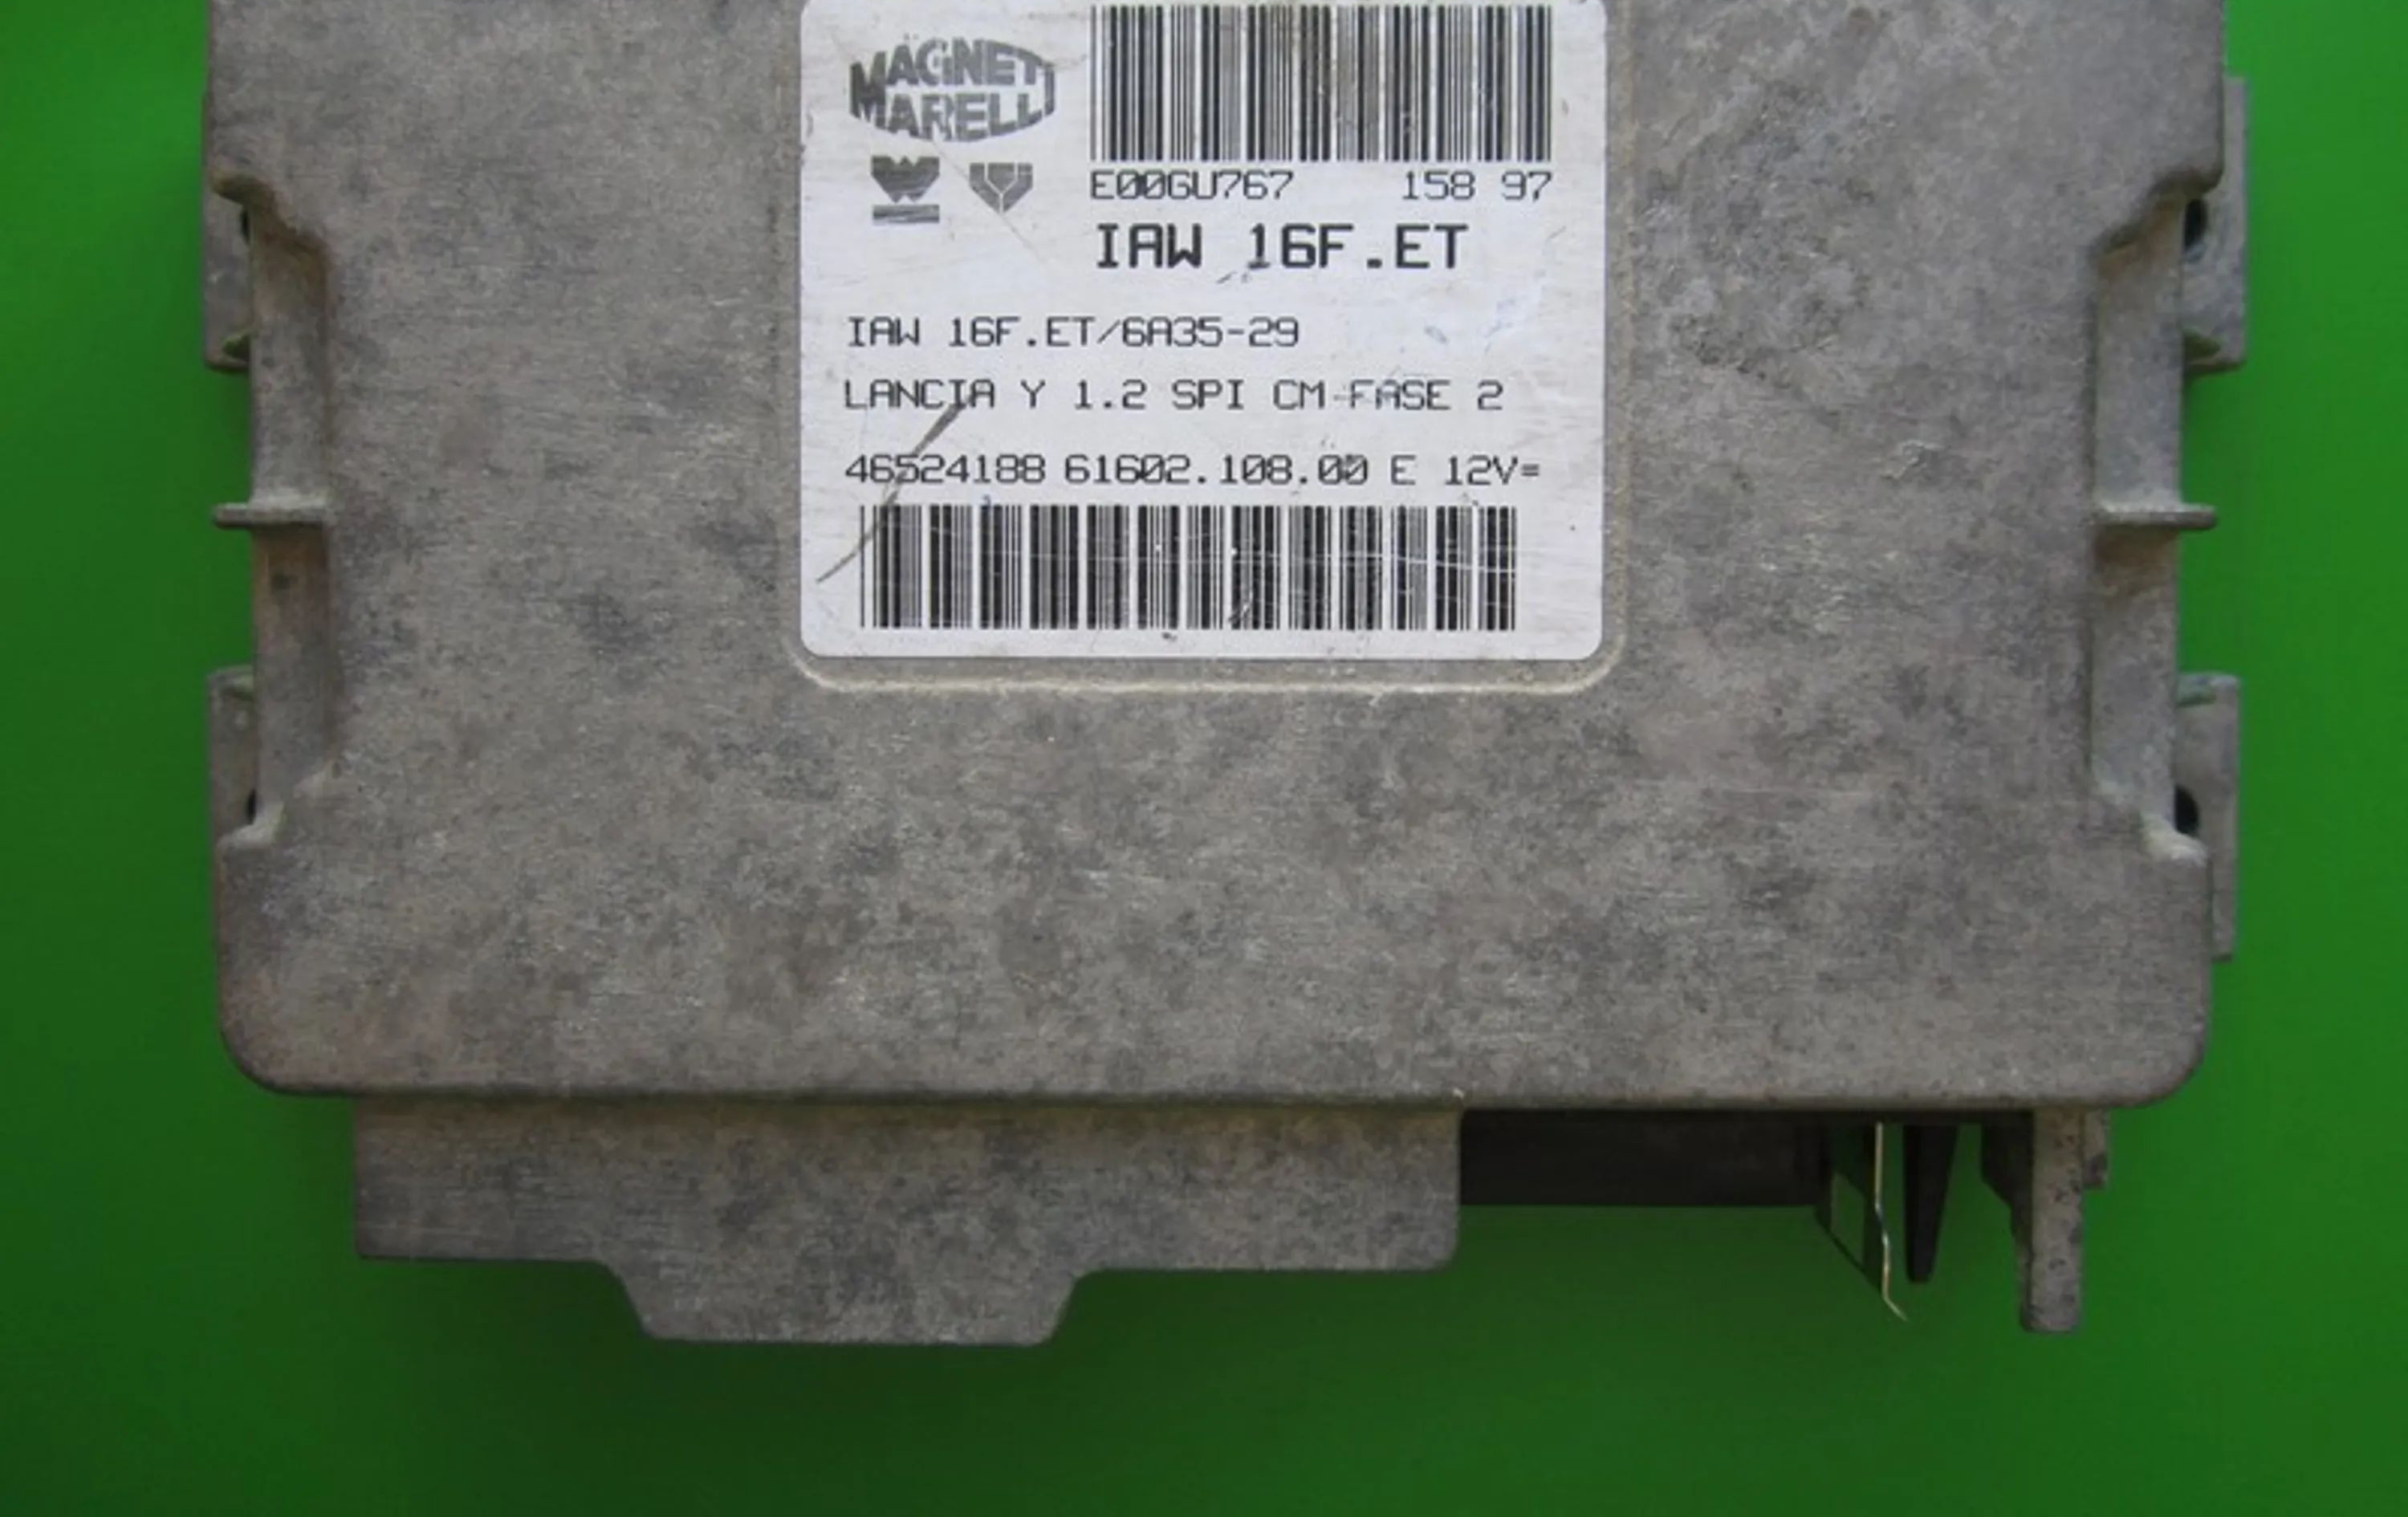 MAGNETI
MARELLI
E00GU767 158 97
IAW 16F.ET
IAW 16F.ET/6A35-29
LANCIA Y 1.2 SPI CM-FASE 2
46524188 61602.108.00 E 12V=